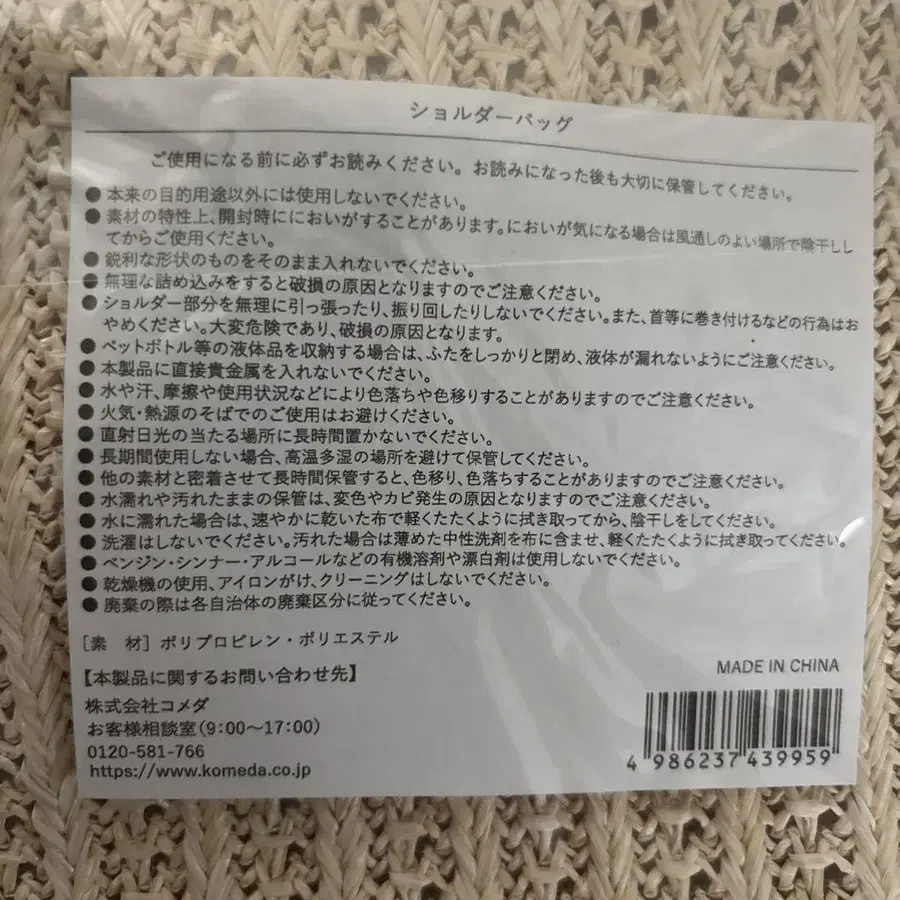 ショルダーバッグ
ご使用になる前に必ずお読みください。お読みになった後も大切に保管してください。
●本来の目的用途以外には使用しないでください。
●素材の特性上、開封時ににおいがすることがあります。においが気になる場合は風通しのよい場所で陰干しし
てからご使用ください。
●鋭利な形状のものをそのまま入れないでください。
●無理な詰め込みをすると破損の原因となりますのでご注意ください。
●ショルダー部分を無理に引っ張ったり、振り回したりしないでください。また、首等に巻き付けるなどの行為はお
やめください。大変危険であり、破損の原因となります。
●ペットボトル等の液体品を収納する場合は、ふたをしっかりと閉め、液体が漏れないようにご注意ください。
●本製品に直接貴金属を入れないでください。
●水や汗、摩擦や使用状況などにより色落ちや色移りすることがありますのでご注意ください。
●火気・熱源のそばでのご使用はお避けください。
●直射日光の当たる場所に長時間置かないでください。
●長期間使用しない場合、高温多湿の場所を避けて保管してください。
●他の素材と密着させて長時間保管すると、色移り、色落ちすることがありますのでご注意ください。
●水濡れや汚れたままの保管は、変色やカビ発生の原因となりますのでご注意ください。
●水に濡れた場合は、速やかに乾いた布で軽くたたくように拭き取ってから、陰干しをしてください。
●洗濯はしないでください。汚れた場合は薄めた中性洗剤を布に含ませ、軽くたたくように拭き取ってください。
●ベンジン・シンナー・アルコールなどの有機溶剤や漂白剤は使用しないでください。
●乾燥機の使用、アイロンがけ、クリーニングはしないでください。
●廃棄の際は各自治体の廃棄区分に従ってください。
[素　材] ポリプロピレン・ポリエステル
【本製品に関するお問い合わせ先】
株式会社コメダ
お客様相談室(9:00〜17:00)
0120-581-766
https://www.komeda.co.jp
MADE IN CHINA
4 986237 439959